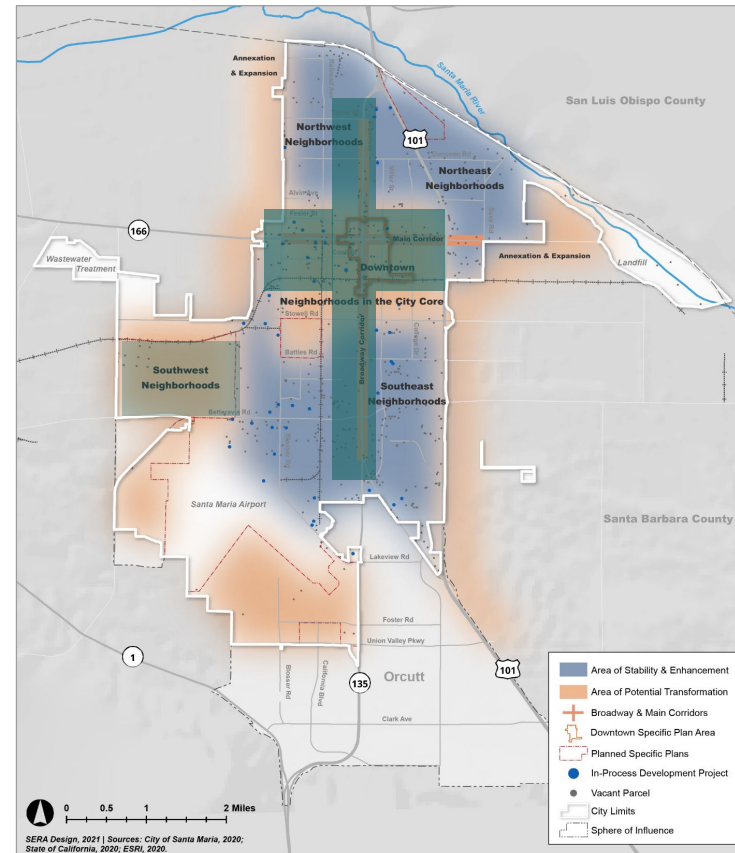 Annexation
& Expansion
Santa Maria River
San Luis Obispo County
Northwest
Neighborhoods
101
Northeast
Neighborhoods
Alvin Ave
166
Main Corridor
Wastewater
Treatment
Downtown
Annexation & Expansion
Landfill
Neighborhoods in the City Core
Stowell Rd
Broadway Corridor
College Dr
Battles Rd
Southwest
Neighborhoods
Southeast
Neighborhoods
Betteravia Rd
Santa Maria Airport
Santa Barbara County
Lakeview Rd
Foster Rd
Union Valley Pkwy
1
Blosser Rd
California Blvd
135
Orcutt
101
Clark Ave
Area of Stability & Enhancement
Area of Potential Transformation
Broadway & Main Corridors
Downtown Specific Plan Area
Planned Specific Plans
In-Process Development Project
Vacant Parcel
City Limits
Sphere of Influence
0 0.5 1 2 Miles
SERA Design, 2021 | Sources: City of Santa Maria, 2020;
State of California, 2020; ESRI, 2020.